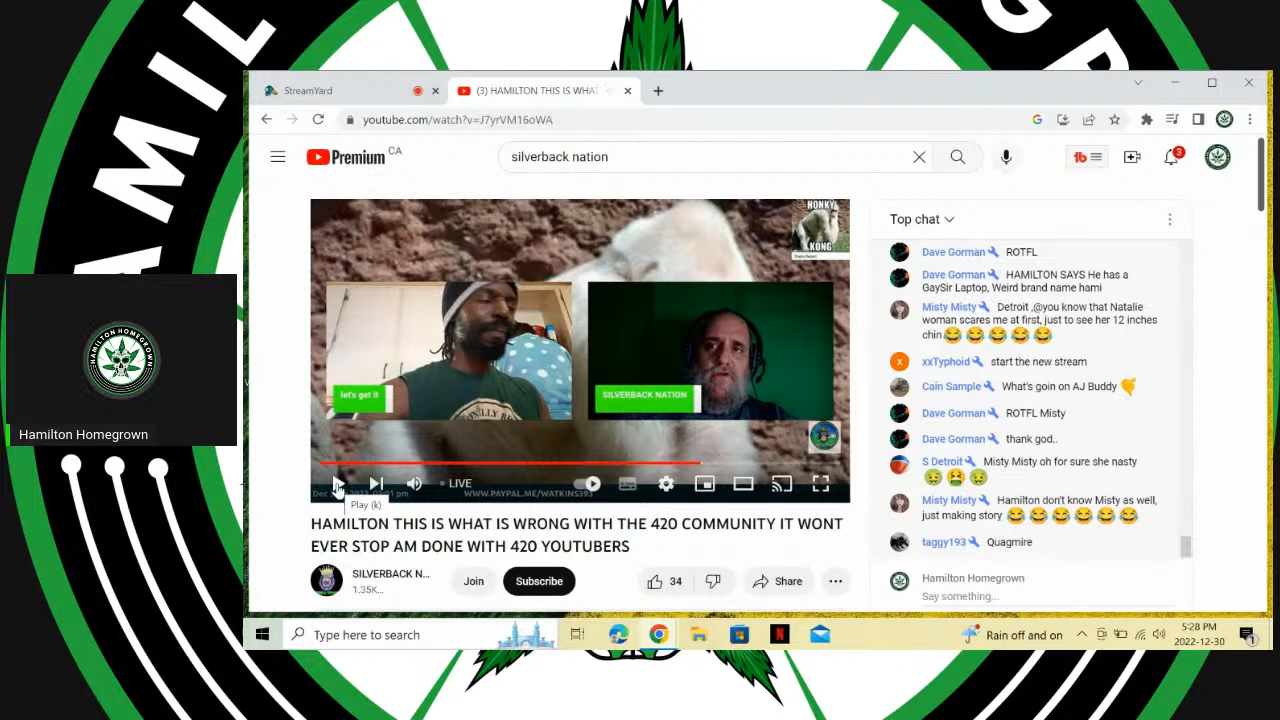 HAMILTON HOMEGROWN
Hamilton Homegrown
StreamYard
(3) HAMILTON THIS IS WHAT
youtube.com/watch?v=J7yrVM16oWA
Premium CA
silverback nation
3
HONKY
KONG
let's get it
SILVERBACK NATION
LIVE
WWW.PAYPAL.ME/WATKINS393
Play (k)
HAMILTON THIS IS WHAT IS WRONG WITH THE 420 COMMUNITY IT WONT
EVER STOP AM DONE WITH 420 YOUTUBERS
SILVERBACK N...
1.35K...
Join
Subscribe
34
Share
Top chat
Dave Gorman ROTFL
Dave Gorman HAMILTON SAYS He has a
GaySir Laptop, Weird brand name hami
Misty Misty Detroit ,@you know that Natalie
woman scares me at first, just to see her 12 inches
chin😂😂😂😂😂
xxTyphoid start the new stream
Cain Sample What's goin on AJ Buddy
Dave Gorman ROTFL Misty
Dave Gorman thank god..
S Detroit Misty Misty oh for sure she nasty
🤢🤮🤢
Misty Misty Hamilton don't know Misty as well,
just making story 😂😂😂😂😂😂
taggy193 Quagmire
Hamilton Homegrown
Say something...
Type here to search
Rain off and on
5:28 PM
2022-12-30